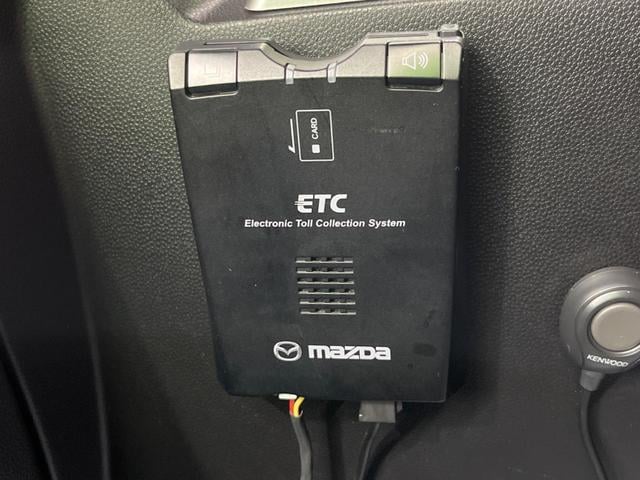 CARD
ETC
Electronic Toll Collection System
mazda
KENWOOD